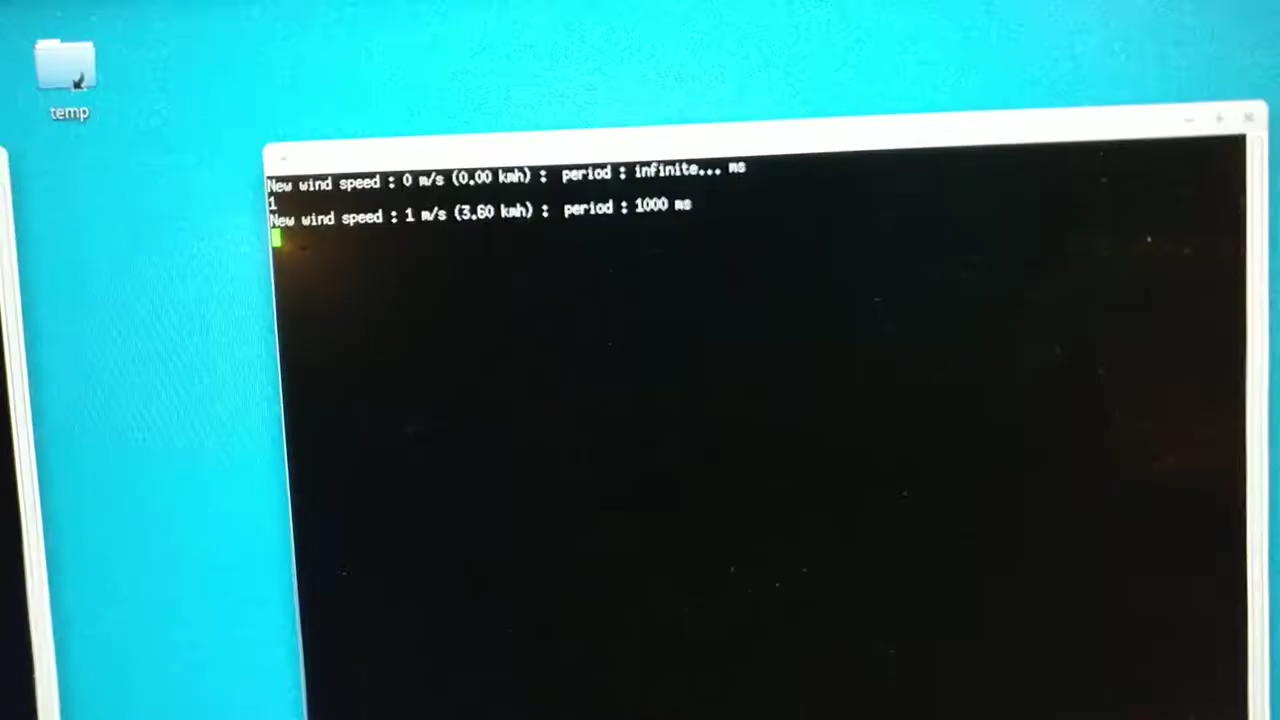 temp
New wind speed : 0 m/s (0.00 kmh) :  period : infinite... ms
1
New wind speed : 1 m/s (3.60 kmh) :  period : 1000 ms